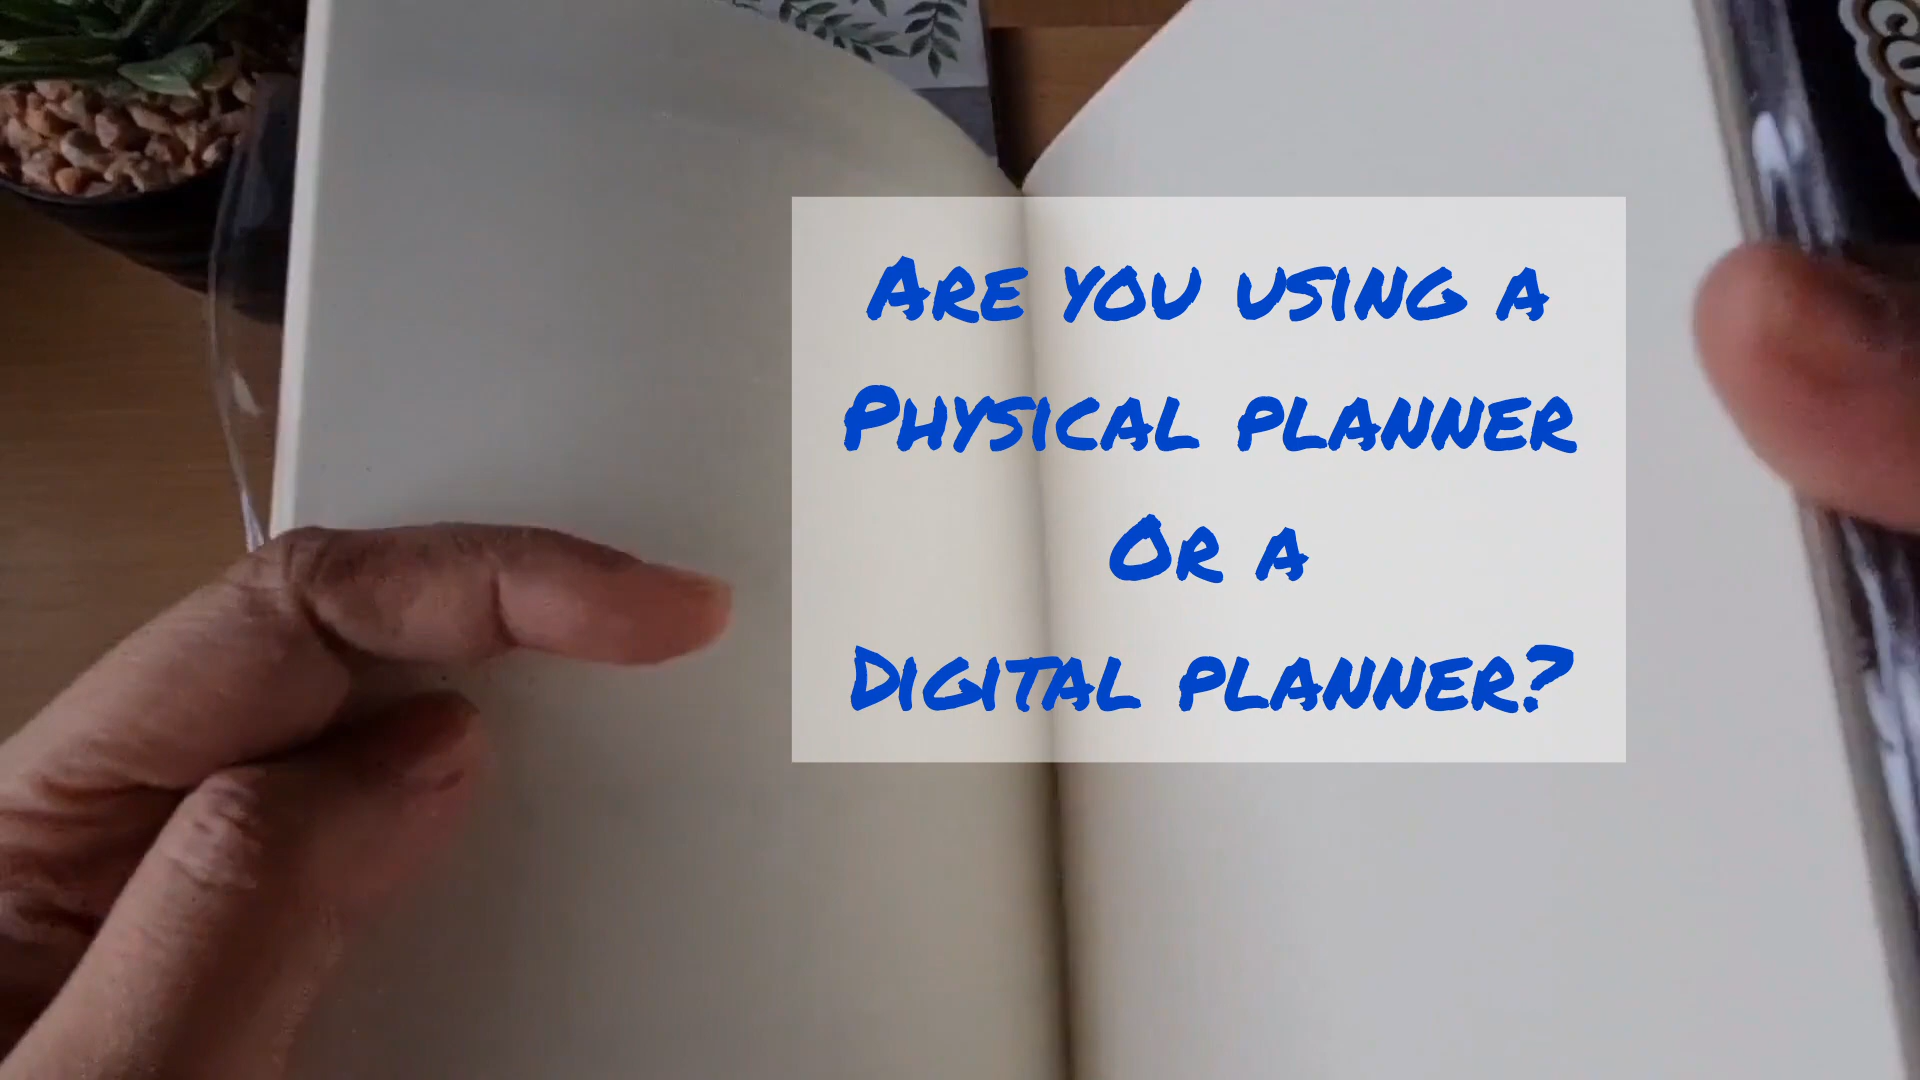 Are you using a
Physical planner
Or a
Digital planner?